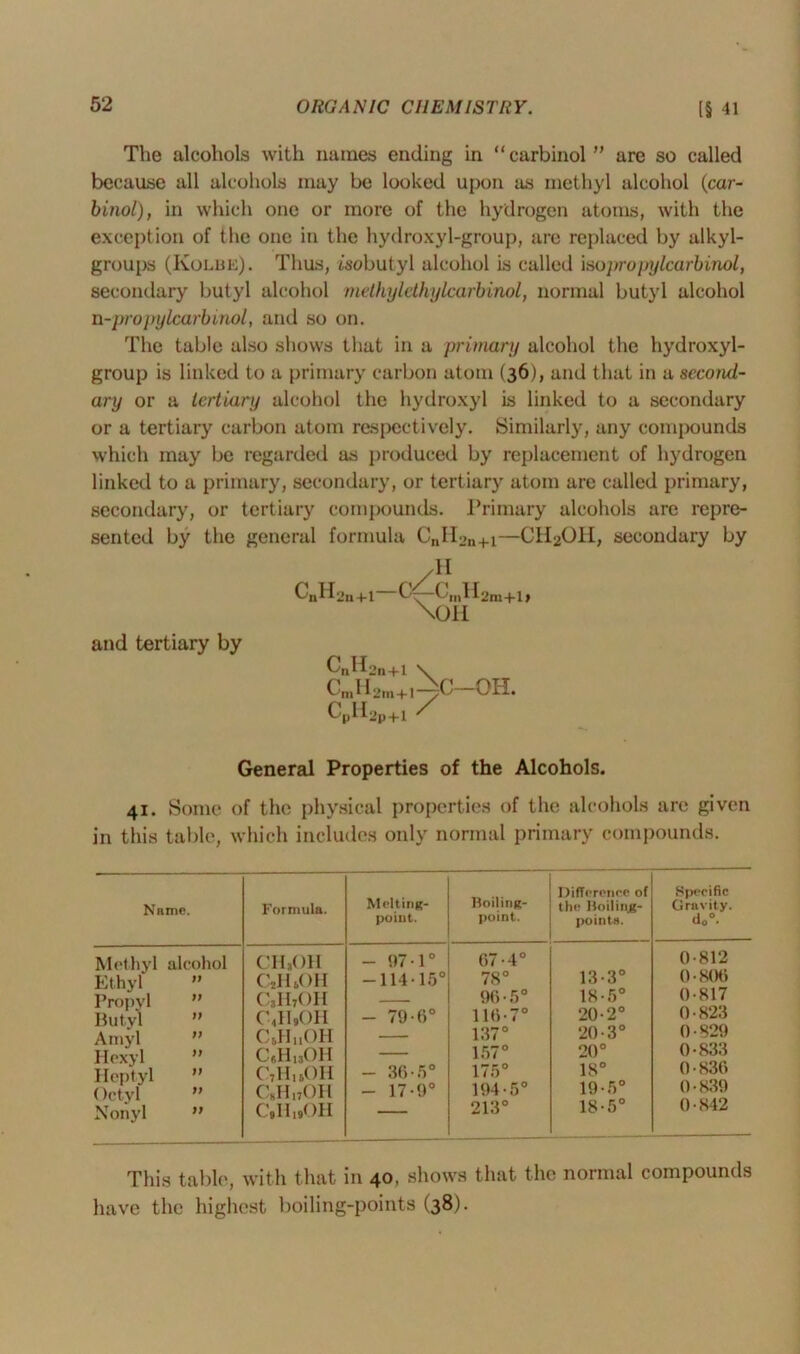 52 ORGANIC CHEMISTRY. [§ 41
The alcohols with names ending in “carbinol” are so called
because all alcohols may be looked upon as methyl alcohol (car-
binol), in which one or more of the hydrogen atoms, with the
exception of the one in the hydroxyl-group, are replaced by alkyl-
groups (KOLBE). Thus, isobutyl alcohol is called isopropylcarbinol,
secondary butyl alcohol methylethylcarbinol, normal butyl alcohol
n-propylcarbinol, and so on.
The table also shows that in a primary alcohol the hydroxyl-
group is linked to a primary carbon atom (36), and that in a second-
ary or a tertiary alcohol the hydroxyl is linked to a secondary
or a tertiary carbon atom respectively. Similarly, any compounds
which may be regarded as produced by replacement of hydrogen
linked to a primary, secondary, or tertiary atom are called primary,
secondary, or tertiary compounds. Primary alcohols are repre-
sented by the general formula CnH2n+1—CH2OH, secondary by
H
CnH2n+1—C—CmH2m+1,
OH
and tertiary by
CnH2n+1
CmH2m+1—C—OH.
CpH2p+1
General Properties of the Alcohols.
41. Some of the physical properties of the alcohols are given
in this table, which includes only normal primary compounds.
Name. Formula. Melting-point. Boiling-point. Difference of the Boiling-points. Specific Gravity. d0°.
Methyl alcohol CH3OH − 97·1° 67·4° 0·812
Ethyl ” C2H5OH −114·15° 78° 13·3° 0·806
Propyl ” C3H7OH — 96·5° 18·5° 0·817
Butyl ” C4H9OH − 79·6° 116·7° 20·2° 0·823
Amyl ” C5H11OH — 137° 20·3° 0·829
Hexyl ” C6H13OH — 157° 20° 0·833
Heptyl ” C7H15OH − 36·5° 175° 18° 0·836
Octyl ” C8H17OH − 17·9° 194·5° 19·5° 0·839
Nonyl ” C9H19OH — 213° 18·5° 0·842
This table, with that in 40, shows that the normal compounds
have the highest boiling-points (38).